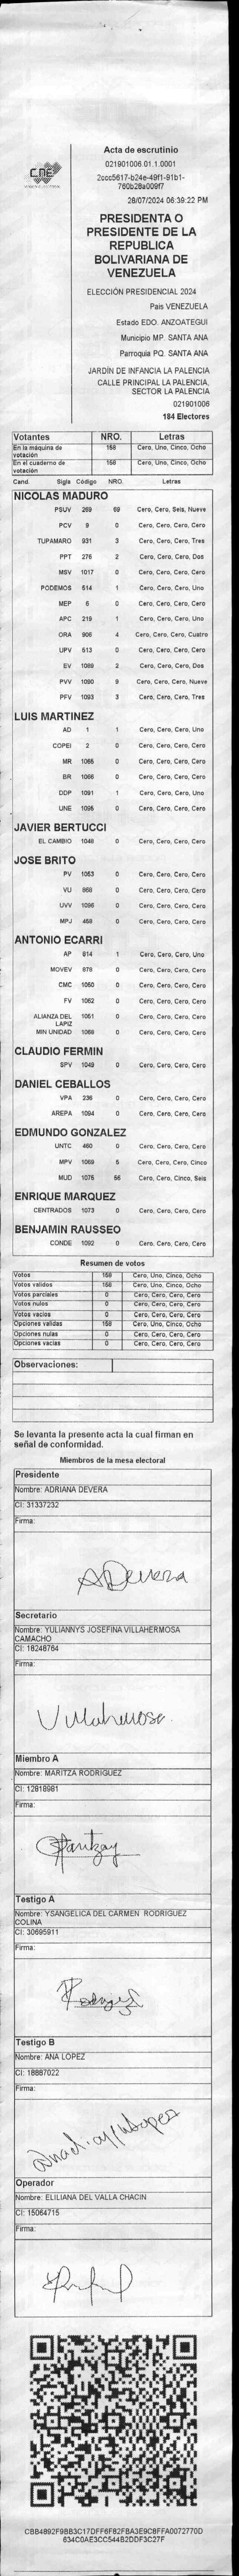 Acta de escrutinio
021901006.01.1.0001
2ccc5617-b24e-49f1-91b1-
760b28a009f7
28/07/2024 06:39:22 PM
CNE
PRESIDENTA O
PRESIDENTE DE LA
REPUBLICA
BOLIVARIANA DE
VENEZUELA
ELECCIÓN PRESIDENCIAL 2024
Pais VENEZUELA
Estado EDO. ANZOATEGUI
Municipio MP. SANTA ANA
Parroquia PQ. SANTA ANA
JARDÍN DE INFANCIA LA PALENCIA
CALLE PRINCIPAL LA PALENCIA,
SECTOR LA PALENCIA
021901006
184 Electores
Votantes NRO. Letras
En la máquina de votación 158 Cero, Uno, Cinco, Ocho
En el cuaderno de votación 158 Cero, Uno, Cinco, Ocho
Cand. Sigla Código NRO. Letras
NICOLAS MADURO
PSUV 269 69 Cero, Cero, Seis, Nueve
PCV 9 0 Cero, Cero, Cero, Cero
TUPAMARO 931 3 Cero, Cero, Cero, Tres
PPT 276 2 Cero, Cero, Cero, Dos
MSV 1017 0 Cero, Cero, Cero, Cero
PODEMOS 514 1 Cero, Cero, Cero, Uno
MEP 6 0 Cero, Cero, Cero, Cero
APC 219 1 Cero, Cero, Cero, Uno
ORA 906 4 Cero, Cero, Cero, Cuatro
UPV 513 0 Cero, Cero, Cero, Cero
EV 1089 2 Cero, Cero, Cero, Dos
PVV 1090 9 Cero, Cero, Cero, Nueve
PFV 1093 3 Cero, Cero, Cero, Tres
LUIS MARTINEZ
AD 1 1 Cero, Cero, Cero, Uno
COPEI 2 0 Cero, Cero, Cero, Cero
MR 1065 0 Cero, Cero, Cero, Cero
BR 1066 0 Cero, Cero, Cero, Cero
DDP 1091 1 Cero, Cero, Cero, Uno
UNE 1095 0 Cero, Cero, Cero, Cero
JAVIER BERTUCCI
EL CAMBIO 1048 0 Cero, Cero, Cero, Cero
JOSE BRITO
PV 1053 0 Cero, Cero, Cero, Cero
VU 868 0 Cero, Cero, Cero, Cero
UVV 1096 0 Cero, Cero, Cero, Cero
MPJ 458 0 Cero, Cero, Cero, Cero
ANTONIO ECARRI
AP 814 1 Cero, Cero, Cero, Uno
MOVEV 879 0 Cero, Cero, Cero, Cero
CMC 1050 0 Cero, Cero, Cero, Cero
FV 1052 0 Cero, Cero, Cero, Cero
ALIANZA DEL LAPIZ 1051 0 Cero, Cero, Cero, Cero
MIN UNIDAD 1069 0 Cero, Cero, Cero, Cero
CLAUDIO FERMIN
SPV 1049 0 Cero, Cero, Cero, Cero
DANIEL CEBALLOS
VPA 236 0 Cero, Cero, Cero, Cero
AREPA 1094 0 Cero, Cero, Cero, Cero
EDMUNDO GONZALEZ
UNTC 460 0 Cero, Cero, Cero, Cero
MPV 1069 5 Cero, Cero, Cero, Cinco
MUD 1075 56 Cero, Cero, Cinco, Seis
ENRIQUE MARQUEZ
CENTRADOS 1073 0 Cero, Cero, Cero, Cero
BENJAMIN RAUSSEO
CONDE 1092 0 Cero, Cero, Cero, Cero
Resumen de votos
Votos 158 Cero, Uno, Cinco, Ocho
Votos validos 158 Cero, Uno, Cinco, Ocho
Votos parciales 0 Cero, Cero, Cero, Cero
Votos nulos 0 Cero, Cero, Cero, Cero
Votos vacios 0 Cero, Cero, Cero, Cero
Opciones validas 158 Cero, Uno, Cinco, Ocho
Opciones nulas 0 Cero, Cero, Cero, Cero
Opciones vacias 0 Cero, Cero, Cero, Cero
Observaciones:
Se levanta la presente acta la cual firman en
señal de conformidad.
Miembros de la mesa electoral
Presidente
Nombre: ADRIANA DEVERA
CI: 31337232
Firma:
ADevera
Secretario
Nombre: YULIANNYS JOSEFINA VILLAHERMOSA
CAMACHO
CI: 18248764
Firma:
Villahermosa
Miembro A
Nombre: MARITZA RODRIGUEZ
CI: 12818981
Firma:
Testigo A
Nombre: YSANGELICA DEL CARMEN RODRIGUEZ
COLINA
CI: 30695911
Firma:
Testigo B
Nombre: ANA LOPEZ
CI: 18887022
Firma:
Operador
Nombre: ELILIANA DEL VALLA CHACIN
CI: 15064715
Firma:
CBB4892F9BB3C17DFF6F82FBA3E9C8FFA0072770D
634C0AE3CC544B2DDF3C27F